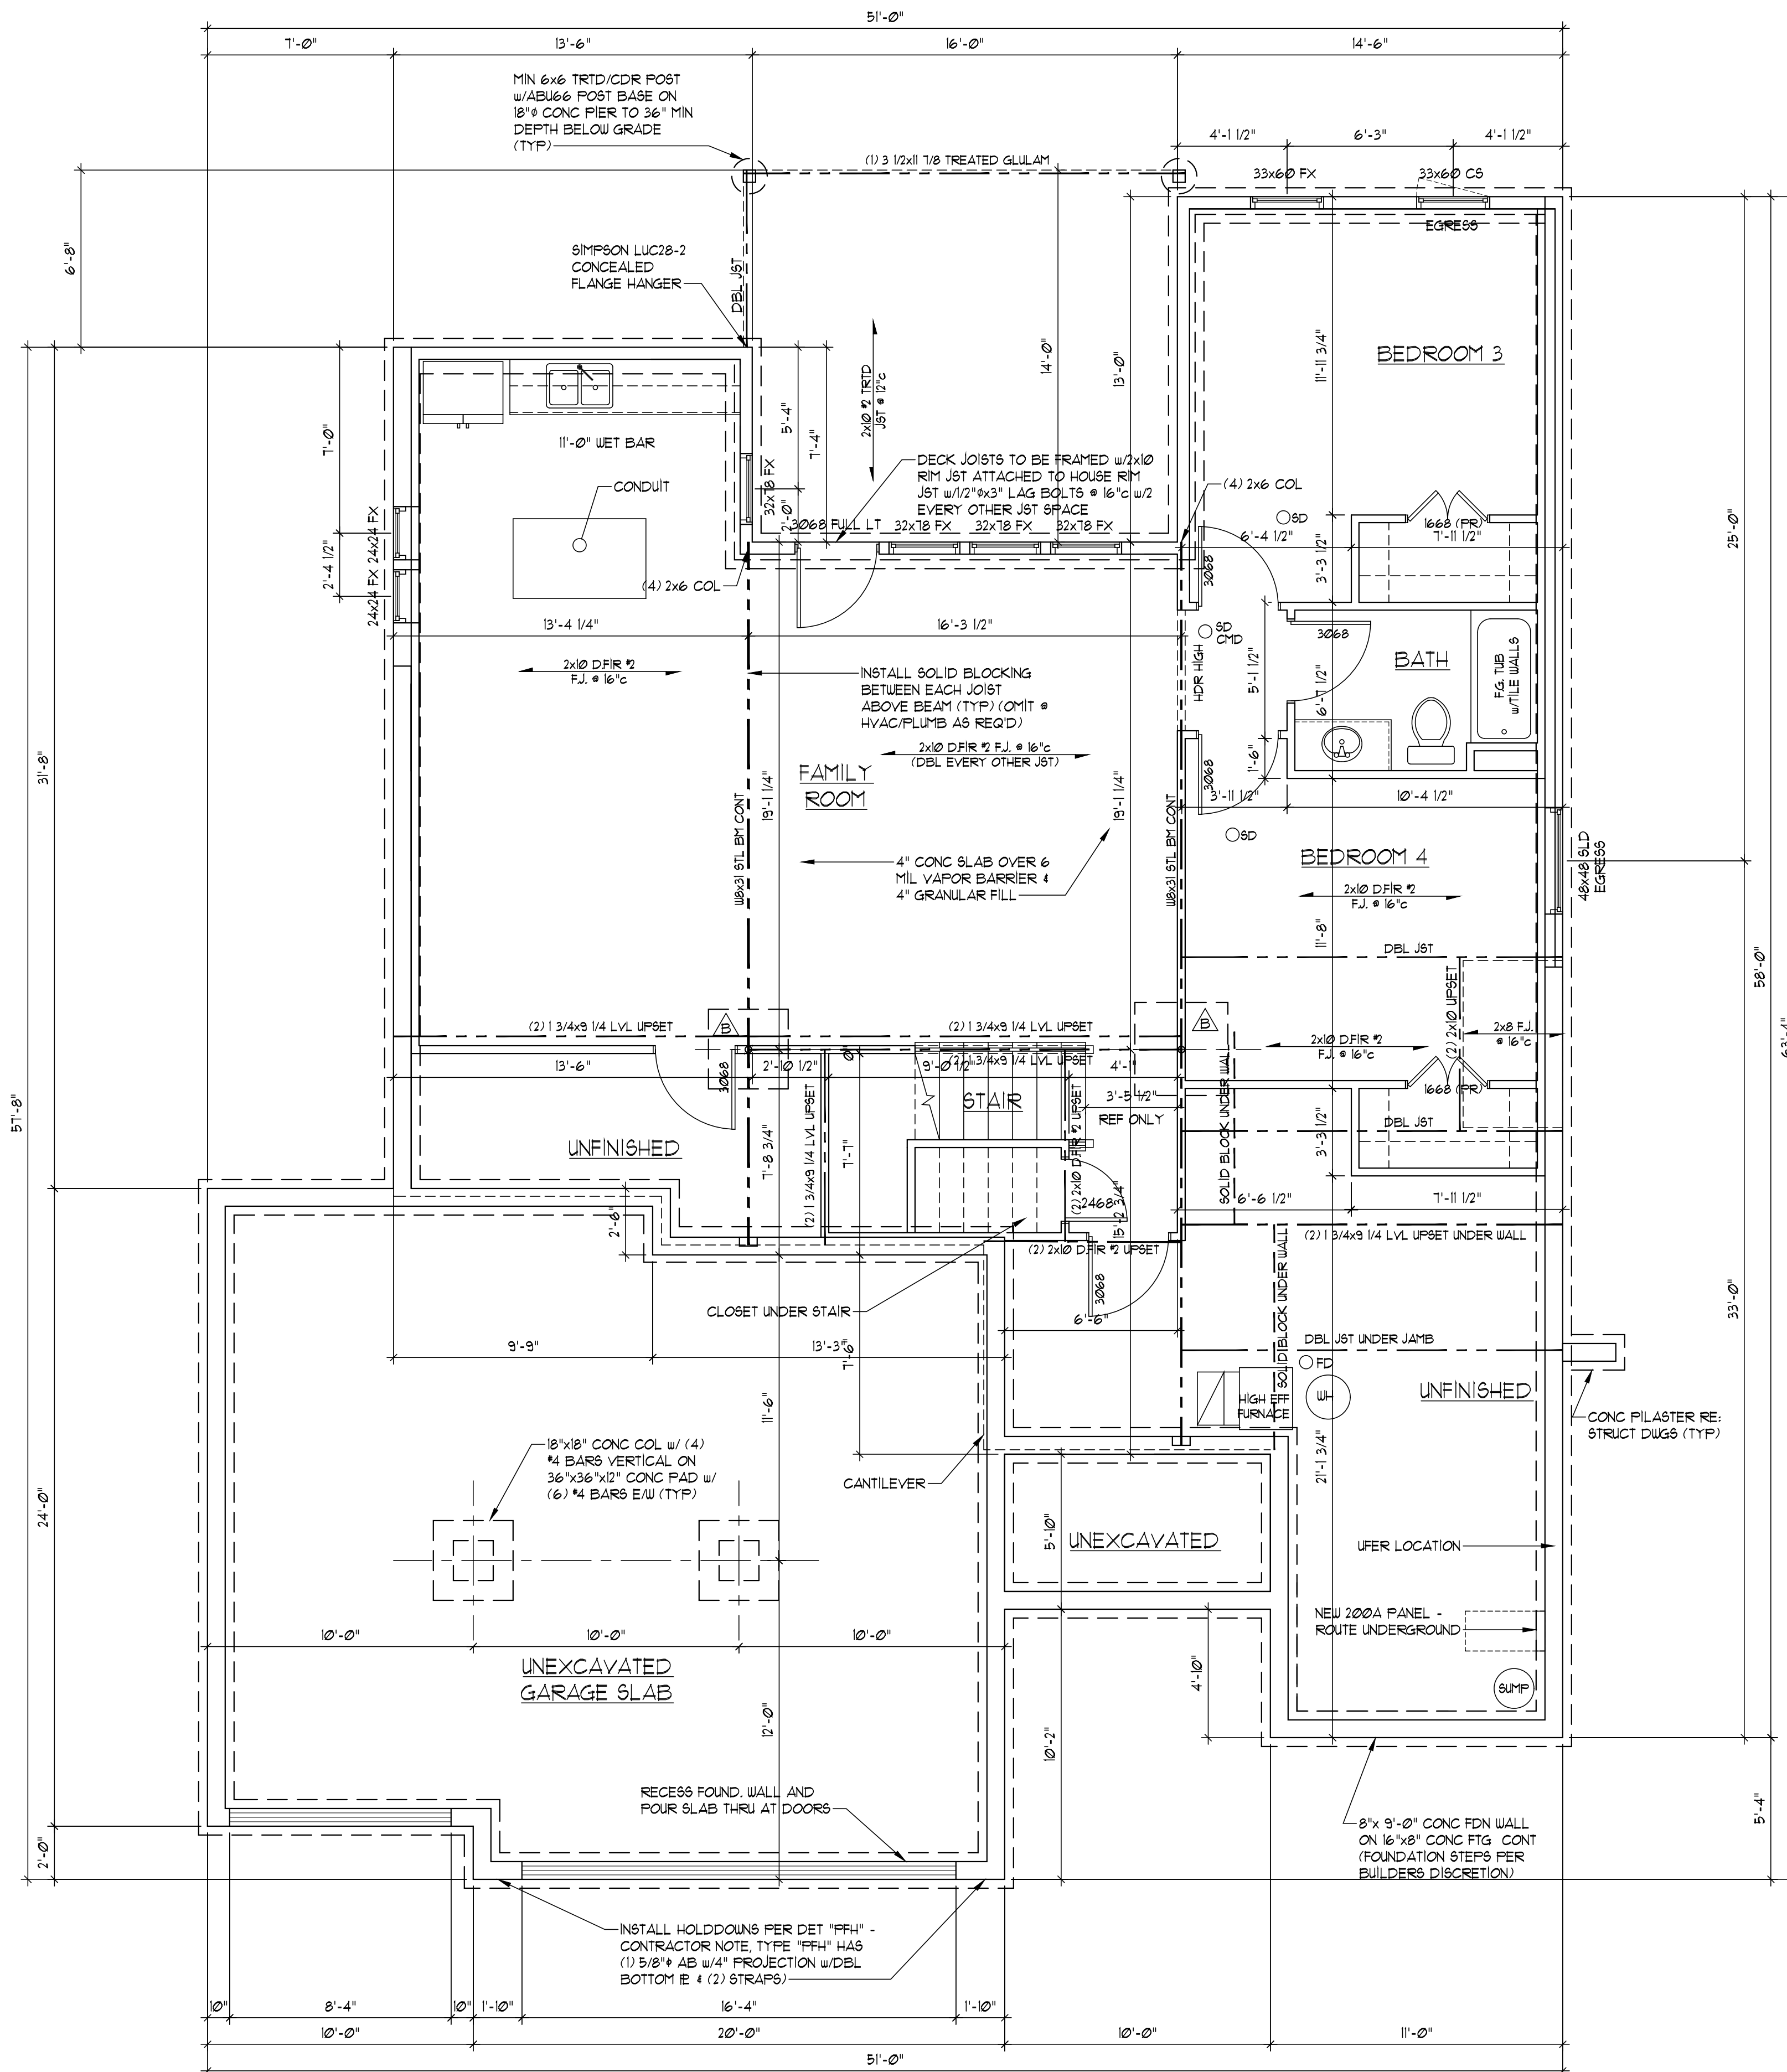 51'-0"
7'-0"
13'-6"
16'-0"
14'-6"
MIN 6x6 TRTD/CDR POST
w/ABU66 POST BASE ON
18"ø CONC PIER TO 36" MIN
DEPTH BELOW GRADE
(TYP)
4'-1 1/2"
6'-3"
4'-1 1/2"
(1) 3 1/2x11 7/8 TREATED GLULAM
33x60 FX
33x60 CS
EGRESS
6'-8"
SIMPSON LUC28-2
CONCEALED
FLANGE HANGER
DBL JST
14'-0"
13'-0"
11'-11 3/4"
BEDROOM 3
25'-0"
2x10 #2 TRTD
JST @ 12"c
5'-4"
7'-4"
7'-0"
11'-0" WET BAR
CONDUIT
DECK JOISTS TO BE FRAMED w/2x10
RIM JST ATTACHED TO HOUSE RIM
JST w/1/2"øx3" LAG BOLTS @ 16"c w/2
EVERY OTHER JST SPACE
(4) 2x6 COL
SD
32x78 FX
2'-0"
3068 FULL LT
32x78 FX
32x78 FX
32x78 FX
6'-4 1/2"
1668 (PR)
7'-11 1/2"
24x24 FX
24x24 FX
2'-4 1/2"
(4) 2x6 COL
3068
3'-3 1/2"
13'-4 1/4"
16'-3 1/2"
SD
CMD
3068
2x10 D.FIR #2
F.J. @ 16"c
INSTALL SOLID BLOCKING
BETWEEN EACH JOIST
ABOVE BEAM (TYP) (OMIT @
HVAC/PLUMB AS REQ'D)
HDR HIGH
5'-1 1/2"
6'-7 1/2"
BATH
F.G. TUB
w/TILE WALLS
2x10 D.FIR #2 F.J. @ 16"c
(DBL EVERY OTHER JST)
31'-8"
FAMILY
ROOM
1'-6"
3068
3'-11 1/2"
10'-4 1/2"
19'-1 1/4"
19'-1 1/4"
W8x31 STL BM CONT
W8x31 STL BM CONT
SD
BEDROOM 4
48x48 SLD
EGRESS
4" CONC SLAB OVER 6
MIL VAPOR BARRIER &
4" GRANULAR FILL
2x10 D.FIR #2
F.J. @ 16"c
11'-8"
DBL JST
58'-0"
63'-4"
(2) 2x10 UPSET
(2) 1 3/4x9 1/4 LVL UPSET
B
(2) 1 3/4x9 1/4 LVL UPSET
B
2x10 D.FIR #2
F.J. @ 16"c
2x8 F.J.
@ 16"c
13'-6"
3068
2'-10 1/2"
(2) 1 3/4x9 1/4 LVL UPSET
9'-0 1/2"
4'-1"
1668 (PR)
57'-8"
STAIR
3'-5 1/2"
REF ONLY
DBL JST
UNFINISHED
7'-8 3/4"
(2) 1 3/4x9 1/4 LVL UPSET
7'-7"
(2) 2x10 D.FIR #2 UPSET
SOLID BLOCK UNDER WALL
3'-3 1/2"
2468
6'-6 1/2"
7'-11 1/2"
2'-6"
15'-2 3/4"
(2) 2x10 D.FIR #2 UPSET
(2) 1 3/4x9 1/4 LVL UPSET UNDER WALL
CLOSET UNDER STAIR
3068
6'-6"
SOLID BLOCK UNDER WALL
33'-0"
9'-9"
13'-3"
7'-6"
DBL JST UNDER JAMB
FD
HIGH EFF
FURNACE
WH
UNFINISHED
11'-6"
CONC PILASTER RE:
STRUCT DWGS (TYP)
18"x18" CONC COL w/ (4)
#4 BARS VERTICAL ON
36"x36"x12" CONC PAD w/
(6) #4 BARS E/W (TYP)
CANTILEVER
21'-1 3/4"
24'-0"
5'-10"
UNEXCAVATED
UFER LOCATION
10'-0"
10'-0"
10'-0"
NEW 200A PANEL -
ROUTE UNDERGROUND
UNEXCAVATED
GARAGE SLAB
4'-10"
SUMP
12'-0"
10'-2"
RECESS FOUND. WALL AND
POUR SLAB THRU AT DOORS
5'-4"
2'-0"
8"x 9'-0" CONC FDN WALL
ON 16"x8" CONC FTG CONT
(FOUNDATION STEPS PER
BUILDERS DISCRETION)
INSTALL HOLDDOWNS PER DET "PFH" -
CONTRACTOR NOTE, TYPE "PFH" HAS
(1) 5/8"ø AB w/4" PROJECTION w/DBL
BOTTOM PL & (2) STRAPS)
10"
8'-4"
10"
1'-10"
16'-4"
1'-10"
10'-0"
20'-0"
10'-0"
11'-0"
51'-0"